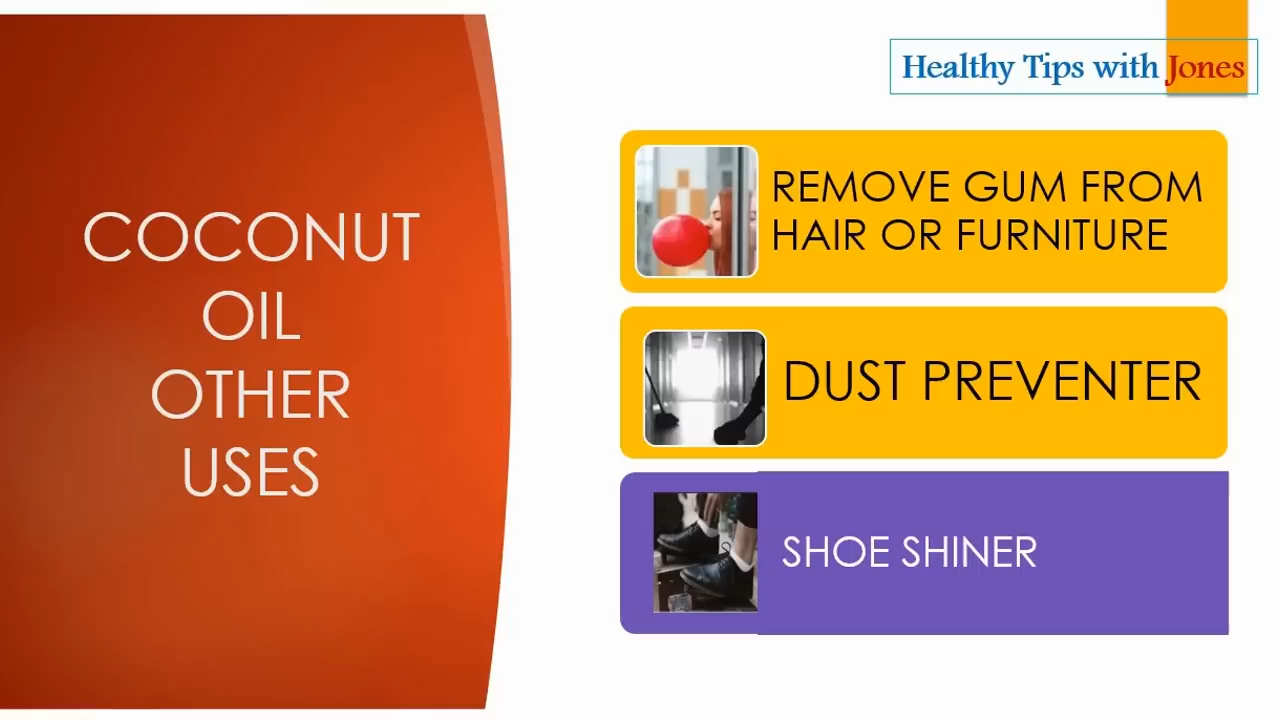 Healthy Tips with Jones
COCONUT
OIL
OTHER
USES
REMOVE GUM FROM
HAIR OR FURNITURE
DUST PREVENTER
SHOE SHINER